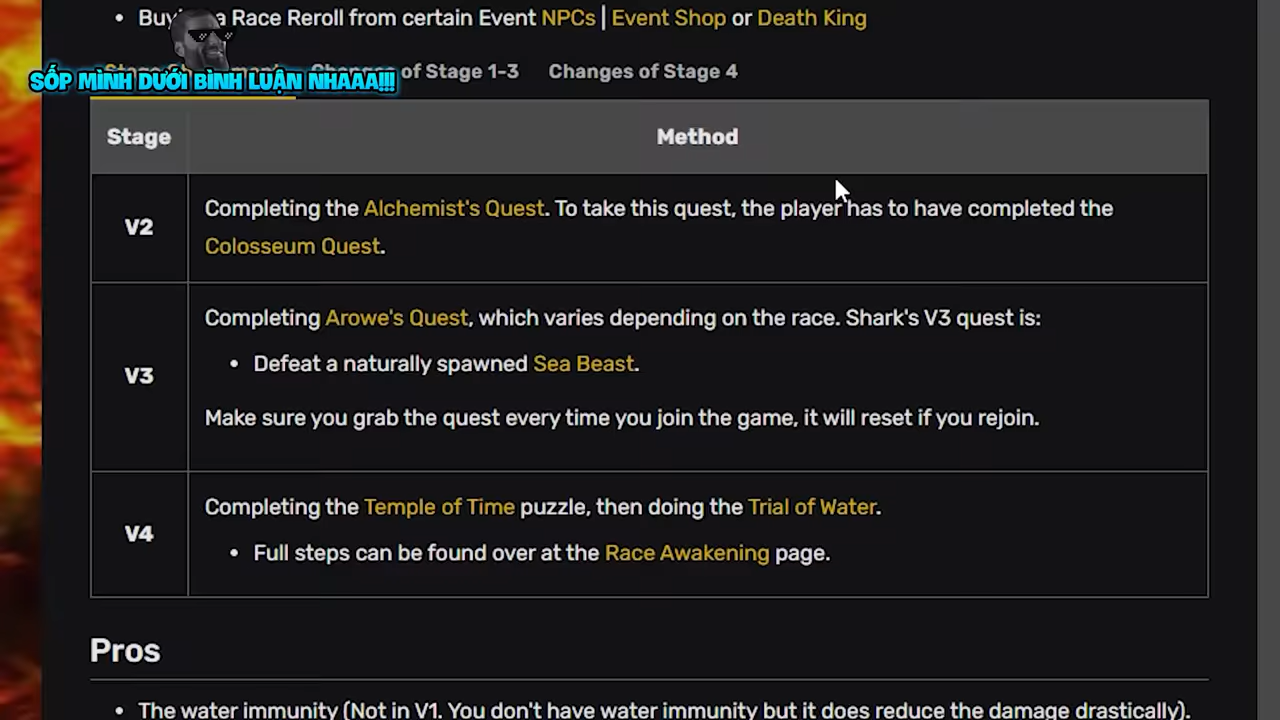 • Buying a Race Reroll from certain Event NPCs | Event Shop or Death King
SỐP MÌNH DƯỚI BÌNH LUẬN NHAAA!!!
Changes of Stage 1-3 Changes of Stage 4
Stage Method
V2
Completing the Alchemist's Quest. To take this quest, the player has to have completed the
Colosseum Quest.
V3
Completing Arowe's Quest, which varies depending on the race. Shark's V3 quest is:
• Defeat a naturally spawned Sea Beast.
Make sure you grab the quest every time you join the game, it will reset if you rejoin.
V4
Completing the Temple of Time puzzle, then doing the Trial of Water.
• Full steps can be found over at the Race Awakening page.
Pros
• The water immunity (Not in V1. You don't have water immunity but it does reduce the damage drastically).